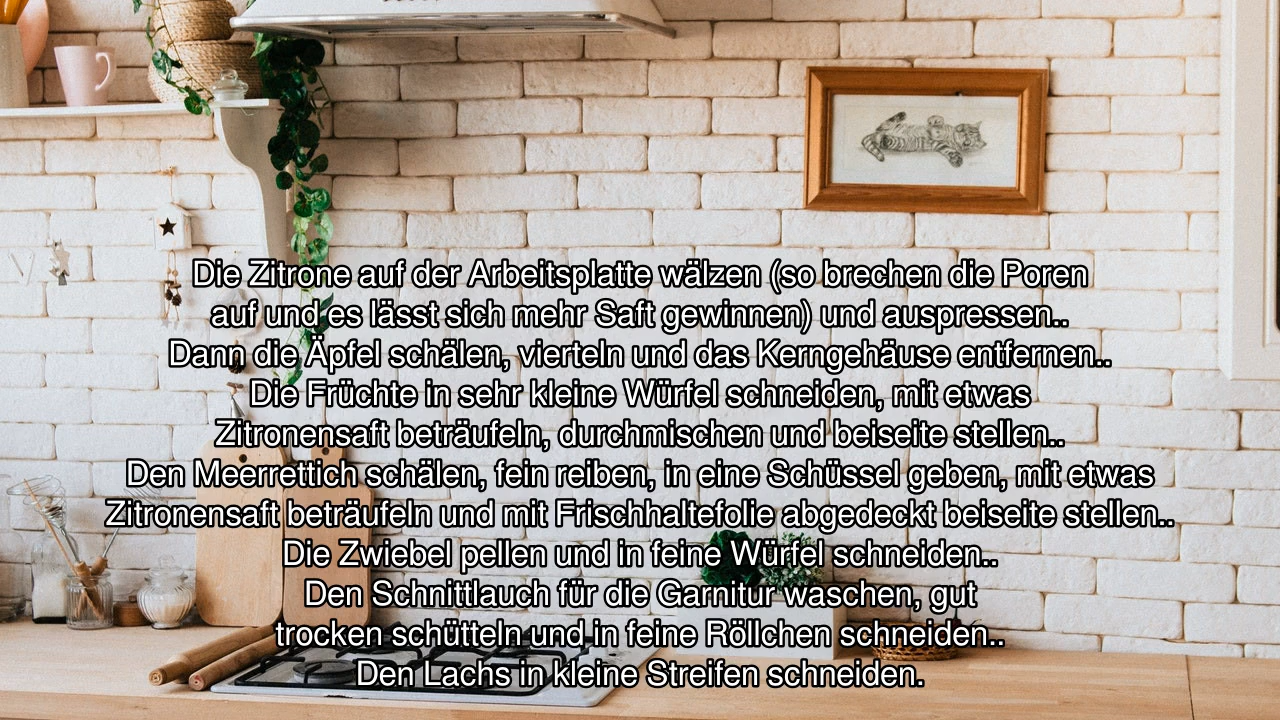 Die Zitrone auf der Arbeitsplatte wälzen (so brechen die Poren
auf und es lässt sich mehr Saft gewinnen) und auspressen..
Dann die Äpfel schälen, vierteln und das Kerngehäuse entfernen..
Die Früchte in sehr kleine Würfel schneiden, mit etwas
Zitronensaft beträufeln, durchmischen und beiseite stellen..
Den Meerrettich schälen, fein reiben, in eine Schüssel geben, mit etwas
Zitronensaft beträufeln und mit Frischhaltefolie abgedeckt beiseite stellen..
Die Zwiebel pellen und in feine Würfel schneiden..
Den Schnittlauch für die Garnitur waschen, gut
trocken schütteln und in feine Röllchen schneiden..
Den Lachs in kleine Streifen schneiden.